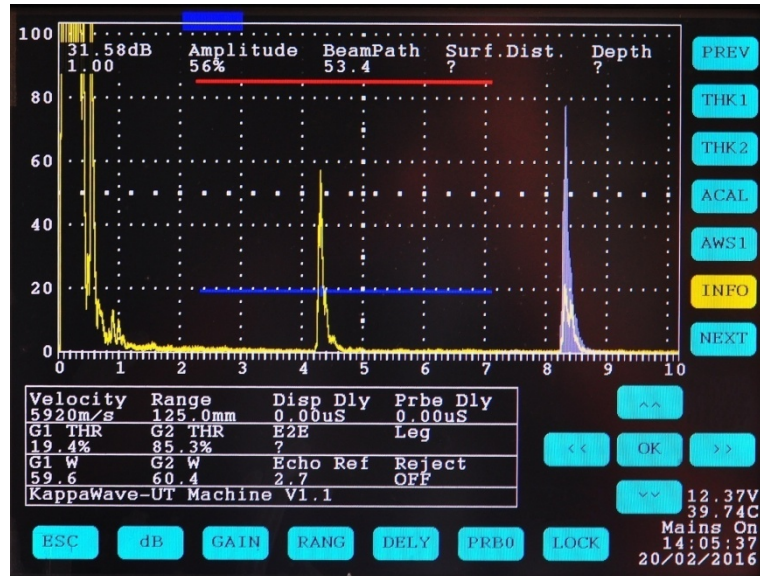 100
31.58dB Amplitude BeamPath Surf.Dist. Depth
1.00 56% 53.4 ? ?
80
60
40
20
0 1 2 3 4 5 6 7 8 9 10
PREV
THK1
THK2
ACAL
AWS1
INFO
NEXT
Velocity Range Disp Dly Prbe Dly
5920m/s 125.0mm 0.00uS 0.00uS
G1 THR G2 THR E2E Leg
19.4% 85.3% ?
G1 W G2 W Echo Ref Reject
59.6 60.4 2.7 OFF
KappaWave-UT Machine V1.1
^^
<< OK >>
vv
12.37V
39.74C
Mains On
14:05:37
20/02/2016
ESC dB GAIN RANG DELY PRB0 LOCK